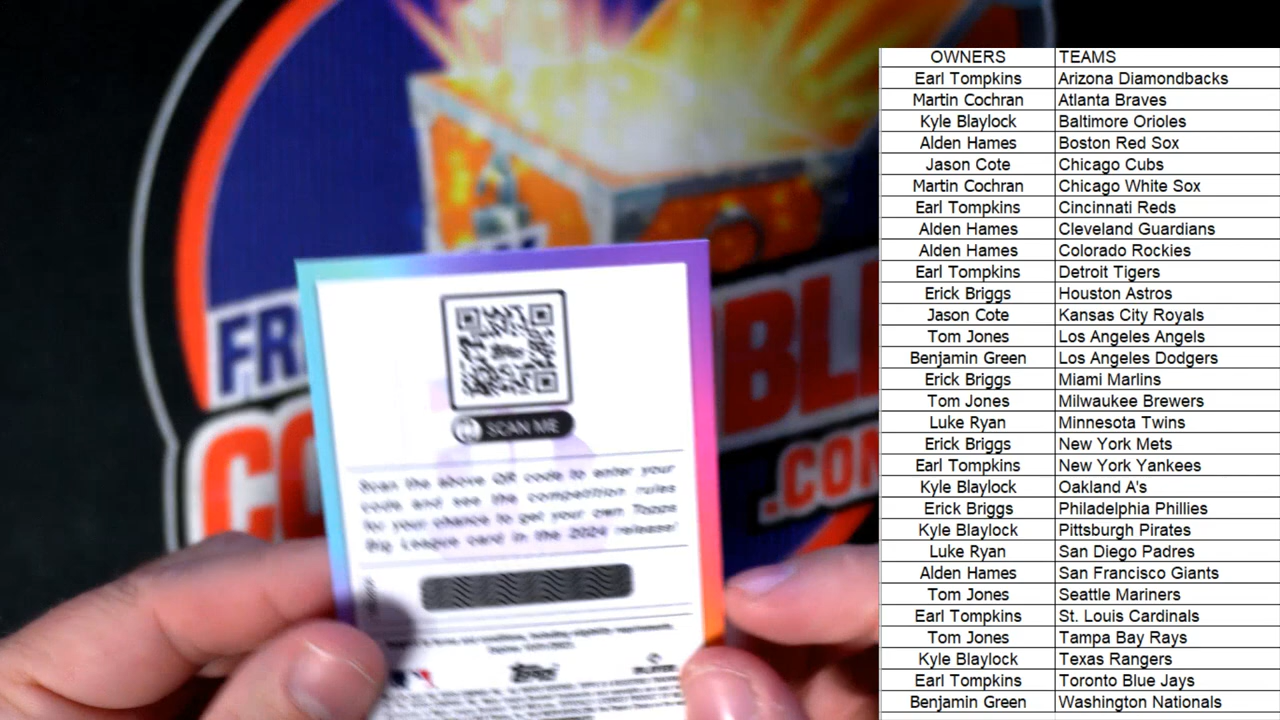 FR
BL
CO
.CON
SCAN ME
Scan the above QR code to enter your
code and see the competition rules
for your chance to get your own Topps
Big League card in the 2024 release!
Topps
OWNERS TEAMS
Earl Tompkins Arizona Diamondbacks
Martin Cochran Atlanta Braves
Kyle Blaylock Baltimore Orioles
Alden Hames Boston Red Sox
Jason Cote Chicago Cubs
Martin Cochran Chicago White Sox
Earl Tompkins Cincinnati Reds
Alden Hames Cleveland Guardians
Alden Hames Colorado Rockies
Earl Tompkins Detroit Tigers
Erick Briggs Houston Astros
Jason Cote Kansas City Royals
Tom Jones Los Angeles Angels
Benjamin Green Los Angeles Dodgers
Erick Briggs Miami Marlins
Tom Jones Milwaukee Brewers
Luke Ryan Minnesota Twins
Erick Briggs New York Mets
Earl Tompkins New York Yankees
Kyle Blaylock Oakland A's
Erick Briggs Philadelphia Phillies
Kyle Blaylock Pittsburgh Pirates
Luke Ryan San Diego Padres
Alden Hames San Francisco Giants
Tom Jones Seattle Mariners
Earl Tompkins St. Louis Cardinals
Tom Jones Tampa Bay Rays
Kyle Blaylock Texas Rangers
Earl Tompkins Toronto Blue Jays
Benjamin Green Washington Nationals